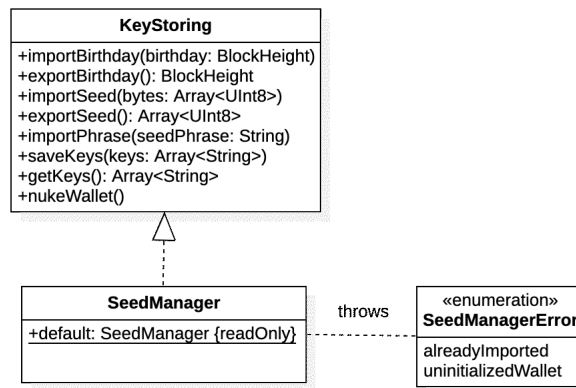 KeyStoring
+importBirthday(birthday: BlockHeight)
+exportBirthday(): BlockHeight
+importSeed(bytes: Array<UInt8>)
+exportSeed(): Array<UInt8>
+importPhrase(seedPhrase: String)
+saveKeys(keys: Array<String>)
+getKeys(): Array<String>
+nukeWallet()
SeedManager
+default: SeedManager {readOnly}
throws
«enumeration»
SeedManagerError
alreadyImported
uninitializedWallet